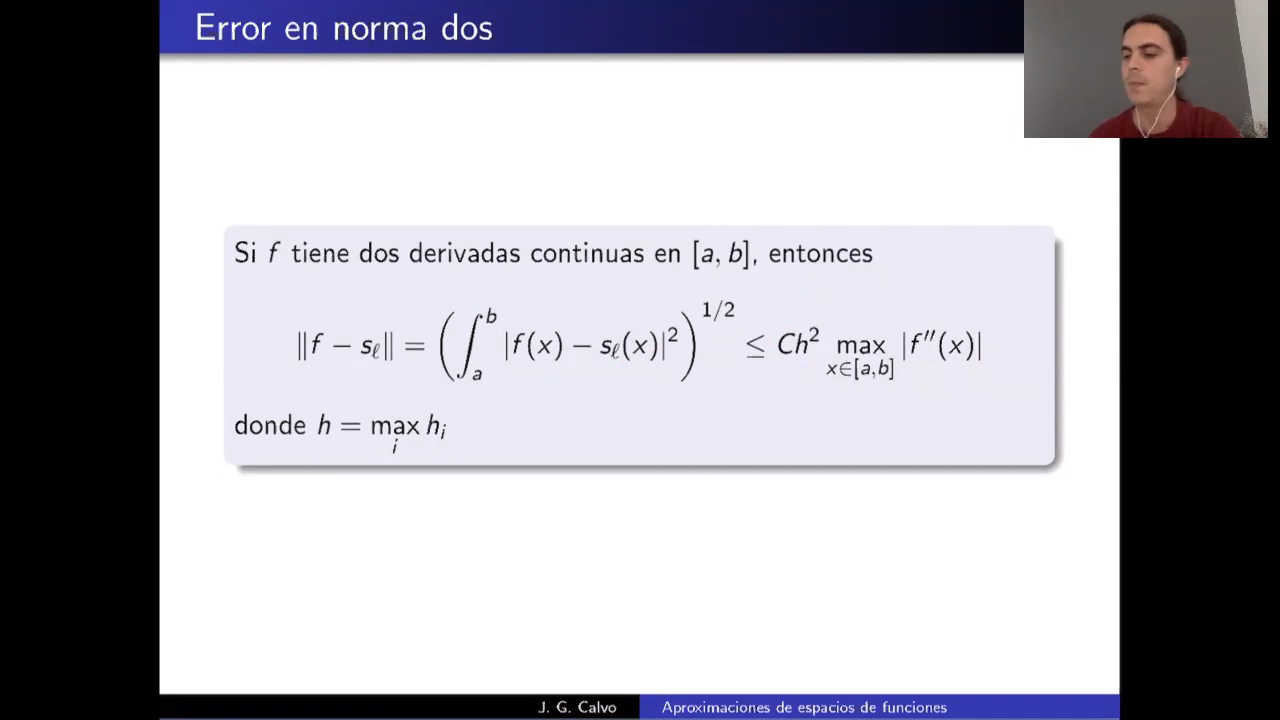 Error en norma dos
Si f tiene dos derivadas continuas en [a, b], entonces
‖f − sℓ‖ = (∫_a^b |f(x) − sℓ(x)|²)^{1/2} ≤ Ch² max_{x∈[a,b]} |f″(x)|
donde h = max_i h_i
J. G. Calvo
Aproximaciones de espacios de funciones